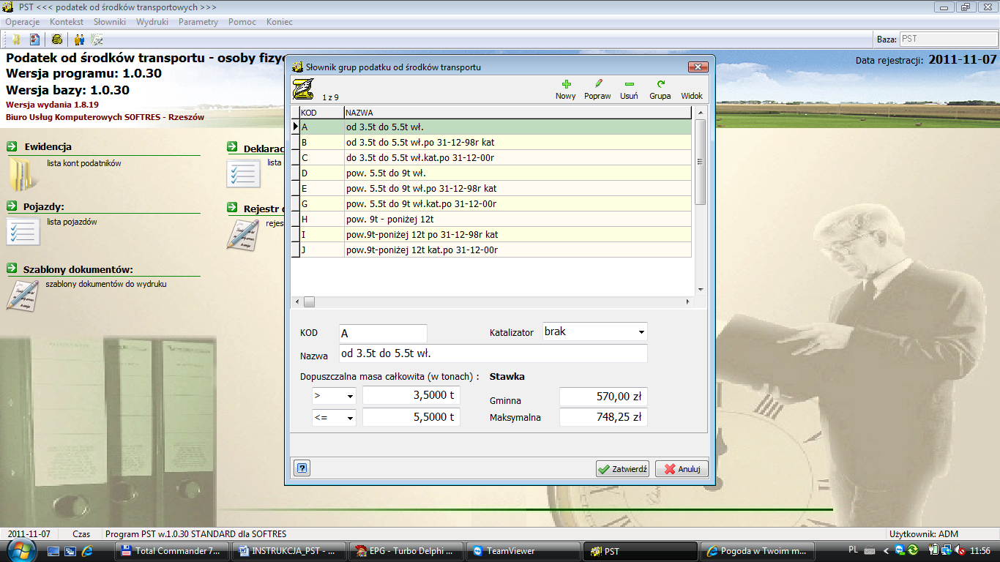 PST <<< podatek od środków transportowych >>>
Operacje Kontekst Słowniki Wydruki Parametry Pomoc Koniec
Baza: PST
Podatek od środków transportu - osoby fizyc
Wersja programu: 1.0.30
Wersja bazy: 1.0.30
Wersja wydania 1.8.19
Biuro Usług Komputerowych SOFTRES - Rzeszów
Data rejestracji: 2011-11-07
Ewidencja
lista kont podatników
Pojazdy:
lista pojazdów
Szablony dokumentów:
szablony dokumentów do wydruku
Deklarac
lista
Rejestr
rejes
Słownik grup podatku od środków transportu
1 z 9
Nowy Popraw Usuń Grupa Widok
KOD NAZWA
A od 3.5t do 5.5t wł.
B od 3.5t do 5.5t wł.po 31-12-98r kat
C do 3.5t do 5.5t wł.kat.po 31-12-00r
D pow. 5.5t do 9t wł.
E pow. 5.5t do 9t wł.po 31-12-98r kat
G pow. 5.5t do 9t wł.kat.po 31-12-00r
H pow. 9t - poniżej 12t
I pow.9t-poniżej 12t po 31-12-98r kat
J pow.9t-poniżej 12t kat.po 31-12-00r
KOD A Katalizator brak
Nazwa od 3.5t do 5.5t wł.
Dopuszczalna masa całkowita (w tonach) : Stawka
> 3,5000 t Gminna 570,00 zł
<= 5,5000 t Maksymalna 748,25 zł
Zatwierdź Anuluj
2011-11-07 Czas Program PST w.1.0.30 STANDARD dla SOFTRES Użytkownik: ADM
Total Commander 7... INSTRUKCJA_PST - ... EPG - Turbo Delphi ... TeamViewer PST Pogoda w Twoim m... PL 11:56